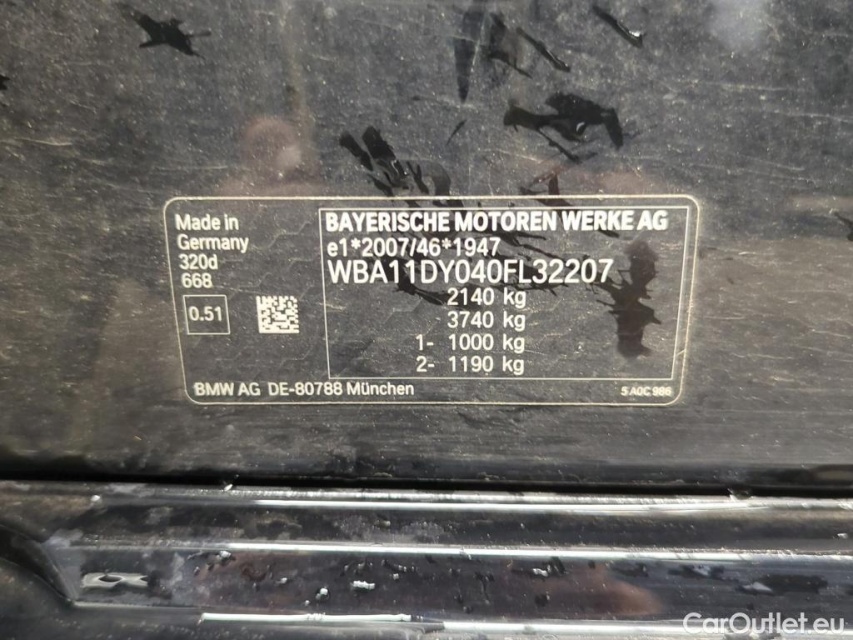 Made in
Germany
320d
668
0.51
BAYERISCHE MOTOREN WERKE AG
e1*2007/46*1947
WBA11DY040FL32207
2140 kg
3740 kg
1- 1000 kg
2- 1190 kg
BMW AG DE-80788 München
5 A0C 986
CarOutlet.eu